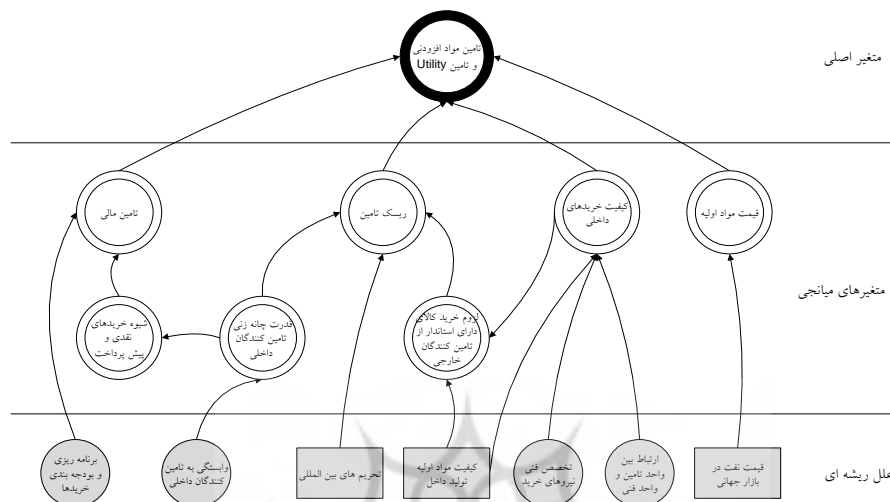 تامین مواد افزودنی
و تامین Utility
متغیر اصلی
تامین مالی
ریسک تامین
کیفیت خریدهای
داخلی
قیمت مواد اولیه
متغیرهای میانجی
شیوه خریدهای
نقدی و
پیش پرداخت
قدرت چانه زنی
تامین کنندگان
داخلی
لزوم خرید کالای
دارای استاندار از
تامین کنندگان
خارجی
برنامه ریزی
و بودجه بندی
خریدها
وابستگی به تامین
کنندگان داخلی
تحریم های بین المللی
کیفیت مواد اولیه
تولید داخل
تخصص فنی
نیروهای خرید
ارتباط بین
واحد تامین و
واحد فنی
قیمت نفت در
بازار جهانی
علل ریشه ای